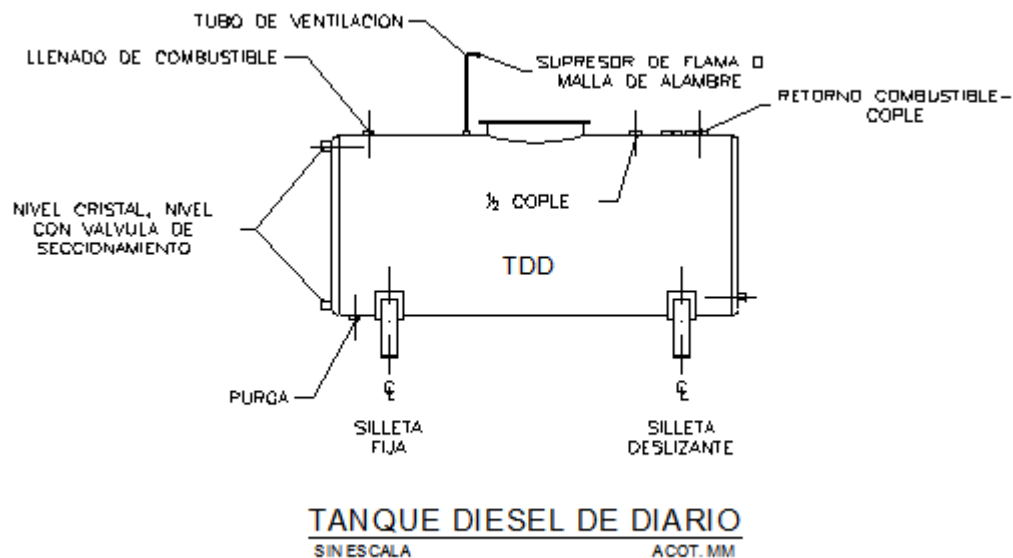 TUBO DE VENTILACION
LLENADO DE COMBUSTIBLE
SUPRESOR DE FLAMA O
MALLA DE ALAMBRE
RETORNO COMBUSTIBLE-
COPLE
NIVEL CRISTAL, NIVEL
CON VALVULA DE
SECCIONAMIENTO
½ COPLE
TDD
PURGA
SILLETA
FIJA
SILLETA
DESLIZANTE
TANQUE DIESEL DE DIARIO
SIN ESCALA
ACOT. MM